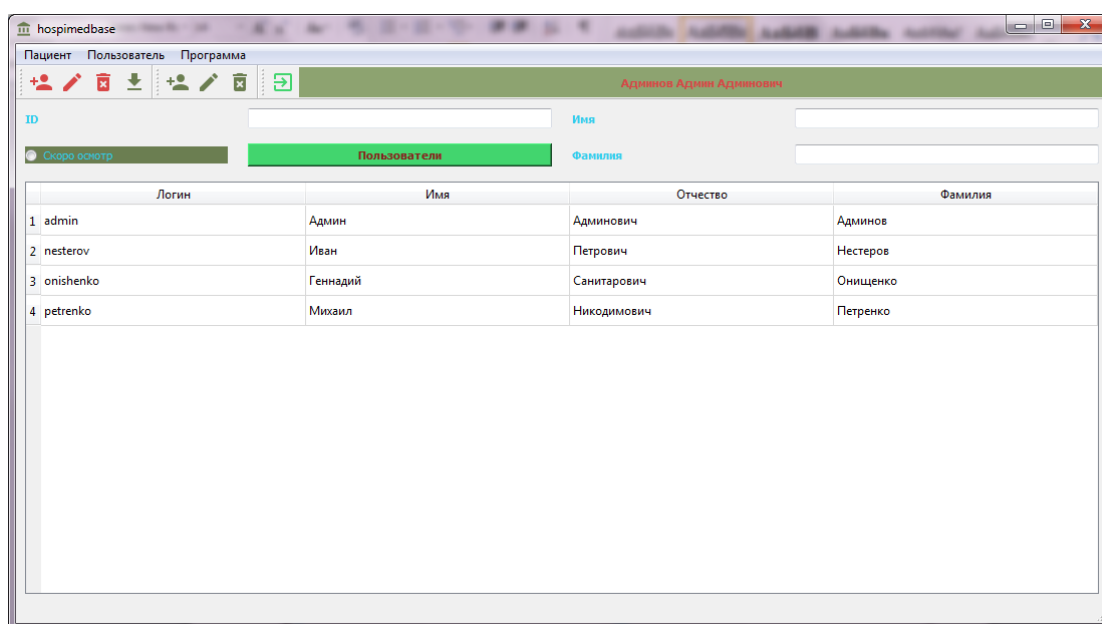 hospimedbase
Пациент Пользователь Программа
Админов Админ Админович
ID Имя
Скоро осмотр Пользователи Фамилия
Логин Имя Отчество Фамилия
1 admin Админ Админович Админов
2 nesterov Иван Петрович Нестеров
3 onishenko Геннадий Санитарович Онищенко
4 petrenko Михаил Никодимович Петренко